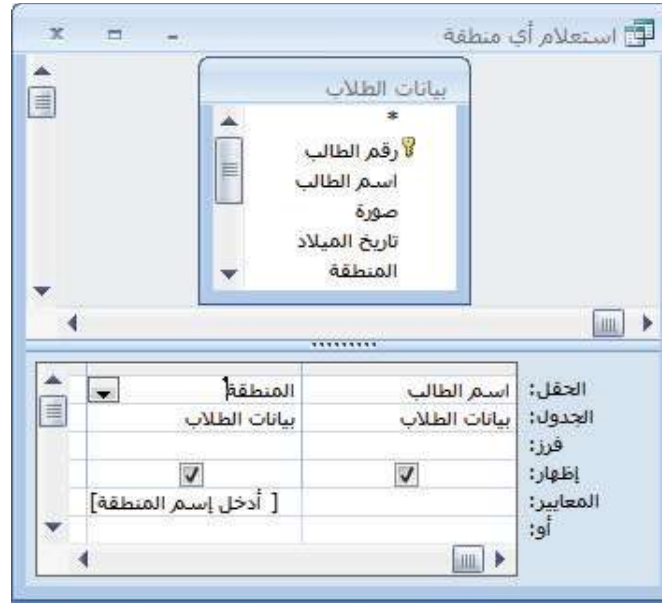 استعلام أي منطقة
بيانات الطلاب
*
رقم الطالب
اسم الطالب
صورة
تاريخ الميلاد
المنطقة
الحقل: اسم الطالب المنطقة
الجدول: بيانات الطلاب بيانات الطلاب
فرز:
إظهار:
المعايير: [ أدخل إسم المنطقة]
أو: